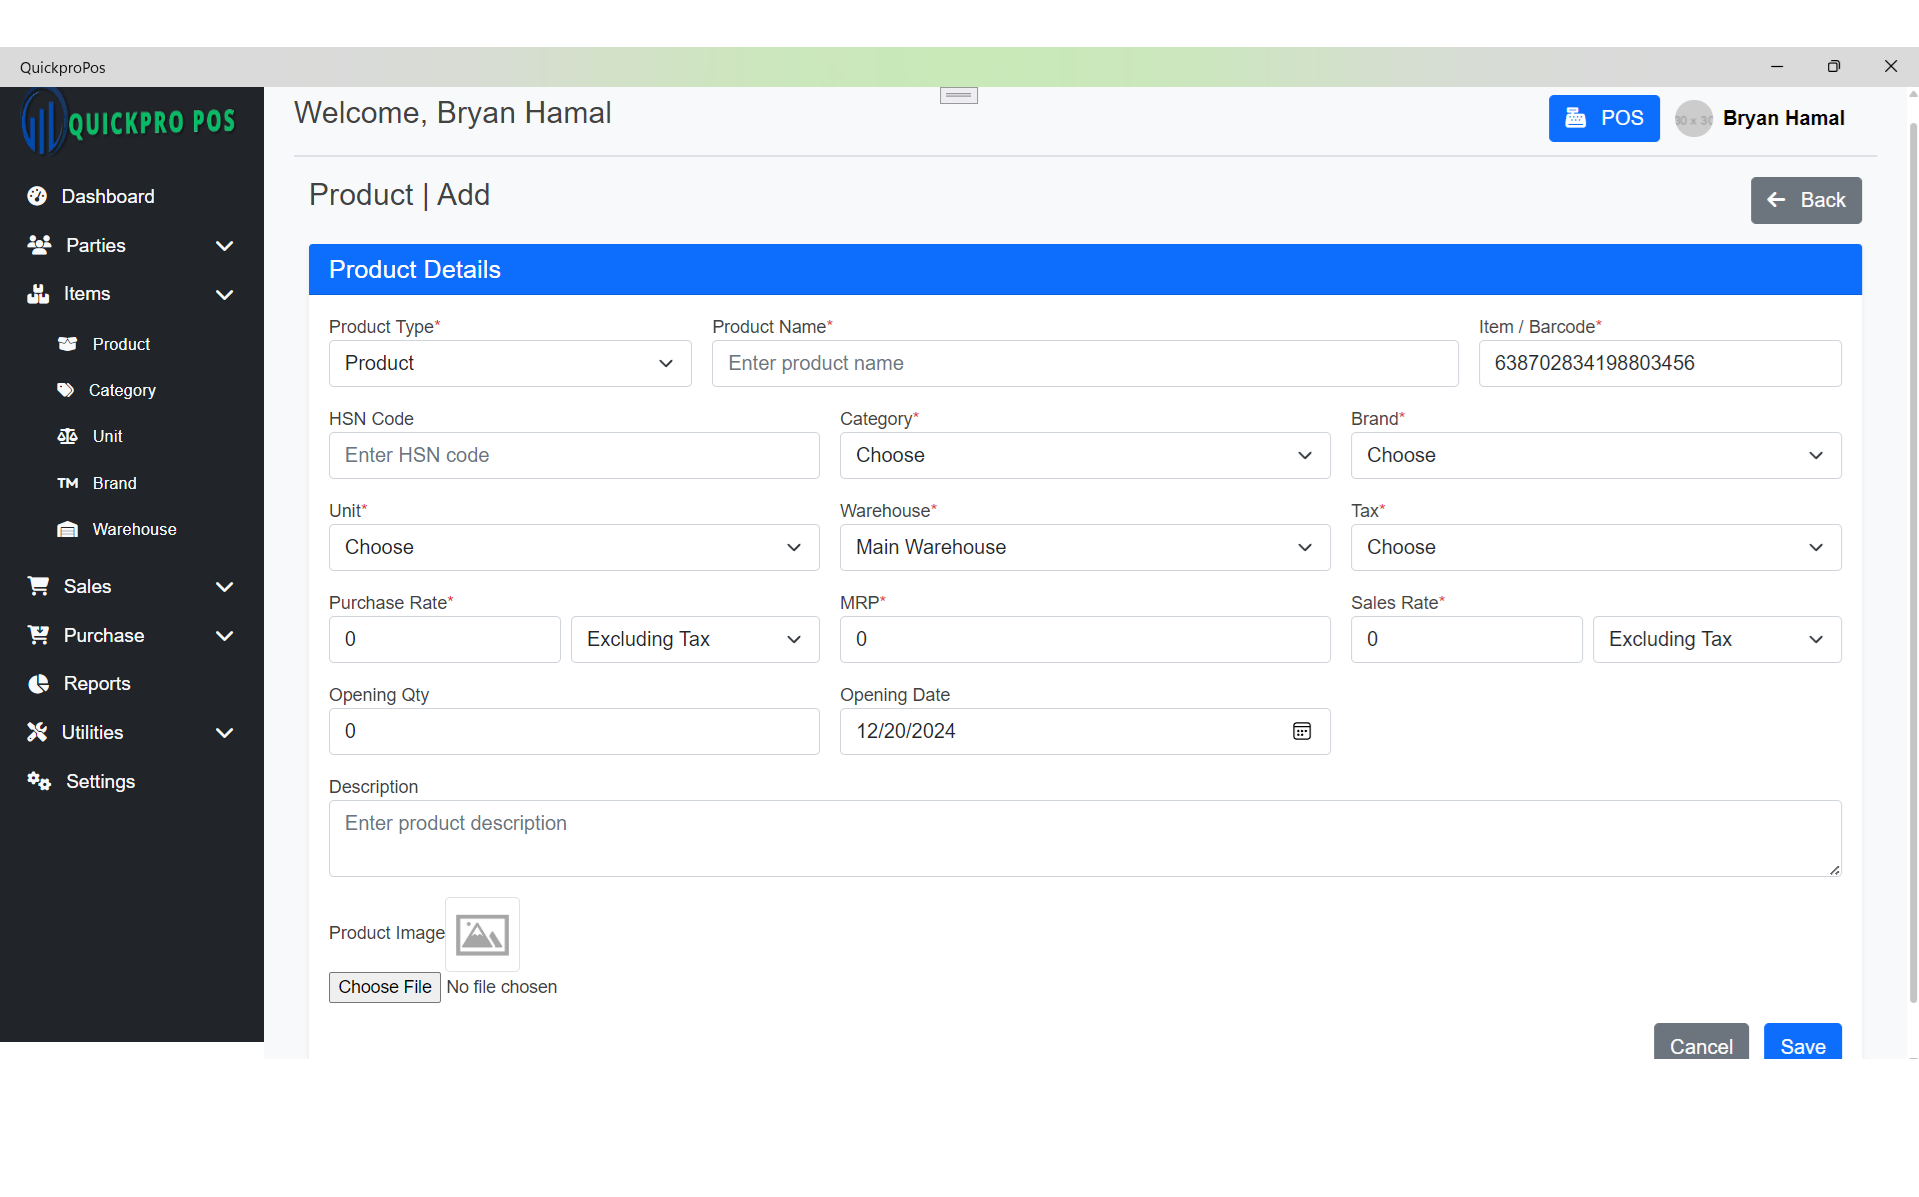 QuickproPos
QUICKPRO POS
Welcome, Bryan Hamal
POS
Bryan Hamal
Dashboard
Parties
Items
Product
Category
Unit
TM Brand
Warehouse
Sales
Purchase
Reports
Utilities
Settings
Product | Add
Back
Product Details
Product Type*
Product Name*
Item / Barcode*
Product
Enter product name
638702834198803456
HSN Code
Category*
Brand*
Enter HSN code
Choose
Choose
Unit*
Warehouse*
Tax*
Choose
Main Warehouse
Choose
Purchase Rate*
MRP*
Sales Rate*
0
Excluding Tax
0
0
Excluding Tax
Opening Qty
Opening Date
0
12/20/2024
Description
Enter product description
Product Image
Choose File No file chosen
Cancel
Save